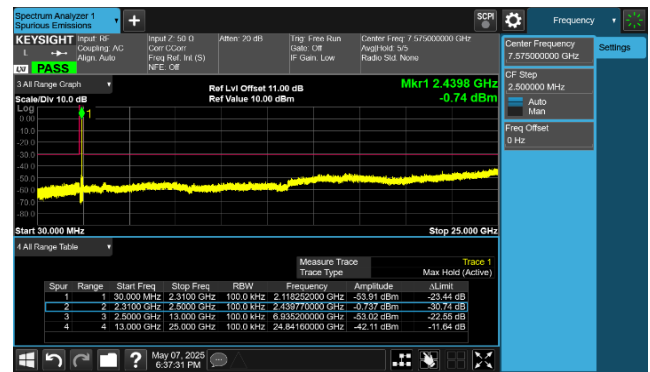 Spectrum Analyzer 1
Spurious Emissions
SCPI
Frequency
KEYSIGHT
L
LXI
PASS
Input: RF
Coupling: AC
Align: Auto
Input Z: 50 Ω
Corr CCorr
Freq Ref: Int (S)
NFE: Off
Atten: 20 dB
Trig: Free Run
Gate: Off
IF Gain: Low
Center Freq: 7.575000000 GHz
Avg|Hold: 5/5
Radio Std: None
Center Frequency
7.575000000 GHz
Settings
CF Step
2.500000 MHz
Auto
Man
Freq Offset
0 Hz
3 All Range Graph
Scale/Div 10.0 dB
Ref Lvl Offset 11.00 dB
Ref Value 10.00 dBm
Mkr1 2.4398 GHz
-0.74 dBm
Log
1
0.00
-10.0
-20.0
-30.0
-40.0
-50.0
-60.0
-70.0
-80.0
Start 30.000 MHz
Stop 25.000 GHz
4 All Range Table
Measure Trace Trace 1
Trace Type Max Hold (Active)
Spur Range Start Freq Stop Freq RBW Frequency Amplitude ΔLimit
1 1 30.000 MHz 2.3100 GHz 100.0 kHz 2.118252000 GHz -53.91 dBm -23.44 dB
2 2 2.3100 GHz 2.5000 GHz 100.0 kHz 2.439770000 GHz -0.737 dBm -30.74 dB
3 3 2.5000 GHz 13.000 GHz 100.0 kHz 6.935200000 GHz -53.02 dBm -22.55 dB
4 4 13.000 GHz 25.000 GHz 100.0 kHz 24.84160000 GHz -42.11 dBm -11.64 dB
?
May 07, 2025
6:37:31 PM